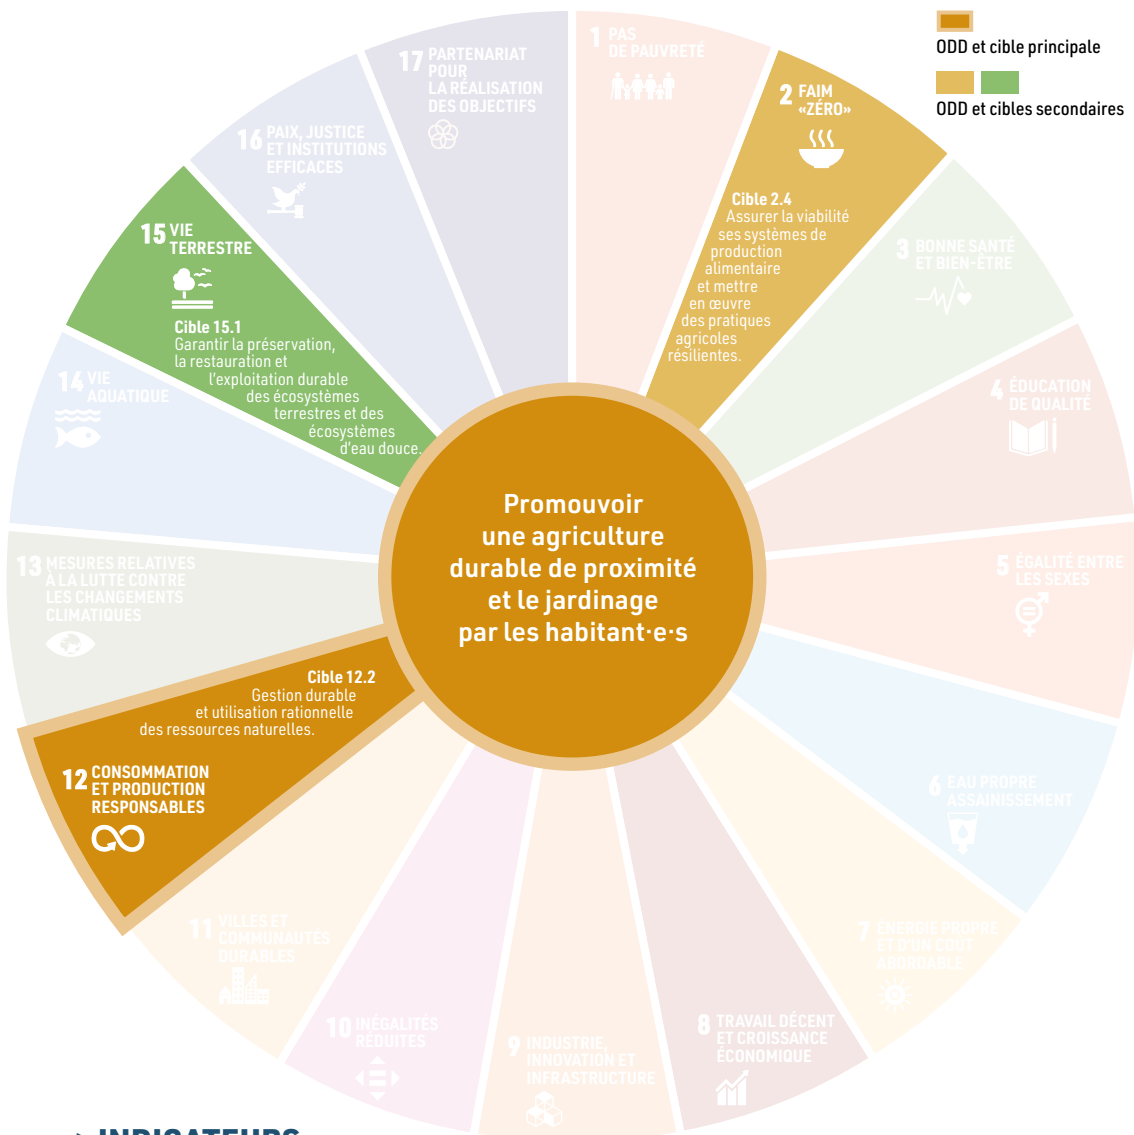 ODD et cible principale
ODD et cibles secondaires
1 PAS
DE PAUVRETÉ
2 FAIM
«ZÉRO»
Cible 2.4
Assurer la viabilité
ses systèmes de
production
alimentaire
et mettre
en œuvre
des pratiques
agricoles
résilientes.
3 BONNE SANTÉ
ET BIEN-ÊTRE
4 ÉDUCATION
DE QUALITÉ
5 ÉGALITÉ ENTRE
LES SEXES
6 EAU PROPRE
ASSAINISSEMENT
7 ÉNERGIE PROPRE
ET D'UN COÛT
ABORDABLE
8 TRAVAIL DÉCENT
ET CROISSANCE
ÉCONOMIQUE
9 INDUSTRIE,
INNOVATION ET
INFRASTRUCTURE
10 INÉGALITÉS
RÉDUITES
11 VILLES ET
COMMUNAUTÉS
DURABLES
12 CONSOMMATION
ET PRODUCTION
RESPONSABLES
Cible 12.2
Gestion durable
et utilisation rationnelle
des ressources naturelles.
13 MESURES RELATIVES
À LA LUTTE CONTRE
LES CHANGEMENTS
CLIMATIQUES
14 VIE
AQUATIQUE
15 VIE
TERRESTRE
Cible 15.1
Garantir la préservation,
la restauration et
l'exploitation durable
des écosystèmes
terrestres et des
écosystèmes
d'eau douce.
16 PAIX, JUSTICE
ET INSTITUTIONS
EFFICACES
17 PARTENARIAT
POUR
LA RÉALISATION
DES OBJECTIFS
Promouvoir
une agriculture
durable de proximité
et le jardinage
par les habitant·e·s
INDICATEURS